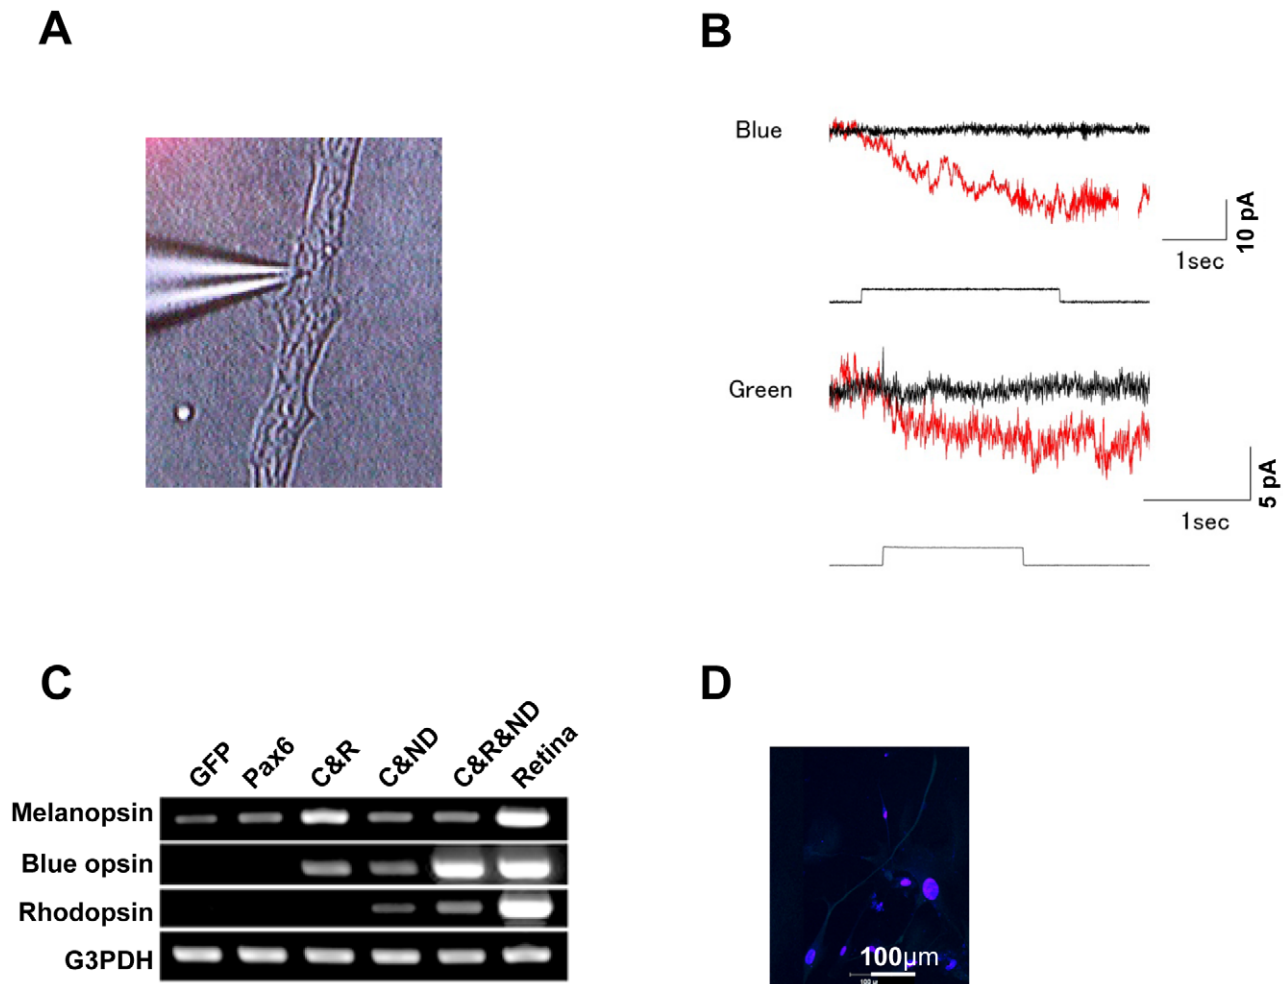 A
B
Blue
10 pA
1sec
Green
5 pA
1sec
C
GFP Pax6 C&R C&ND C&R&ND Retina
Melanopsin
Blue opsin
Rhodopsin
G3PDH
D
100μm
100 μ